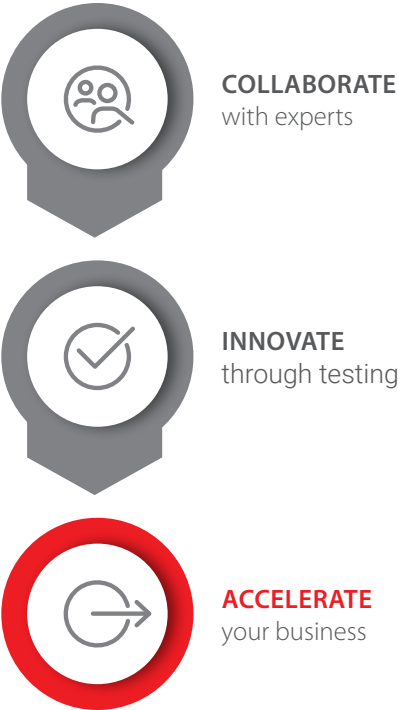 COLLABORATE
with experts
INNOVATE
through testing
ACCELERATE
your business